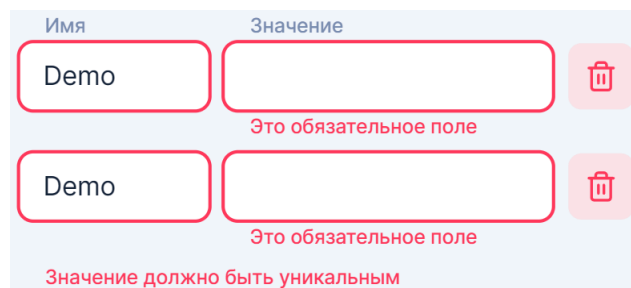 Имя Значение
Demo
Это обязательное поле
Demo
Это обязательное поле
Значение должно быть уникальным